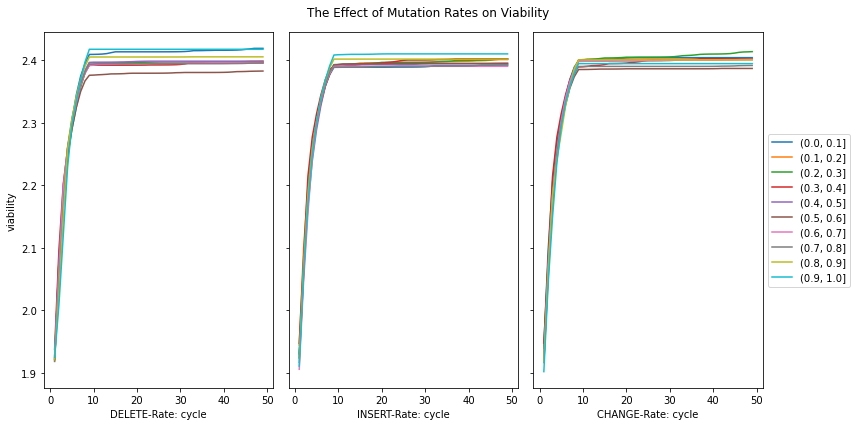 The Effect of Mutation Rates on Viability
viability
2.4
2.3
2.2
2.1
2.0
1.9
0 10 20 30 40 50
DELETE-Rate: cycle
0 10 20 30 40 50
INSERT-Rate: cycle
0 10 20 30 40 50
CHANGE-Rate: cycle
(0.0, 0.1]
(0.1, 0.2]
(0.2, 0.3]
(0.3, 0.4]
(0.4, 0.5]
(0.5, 0.6]
(0.6, 0.7]
(0.7, 0.8]
(0.8, 0.9]
(0.9, 1.0]